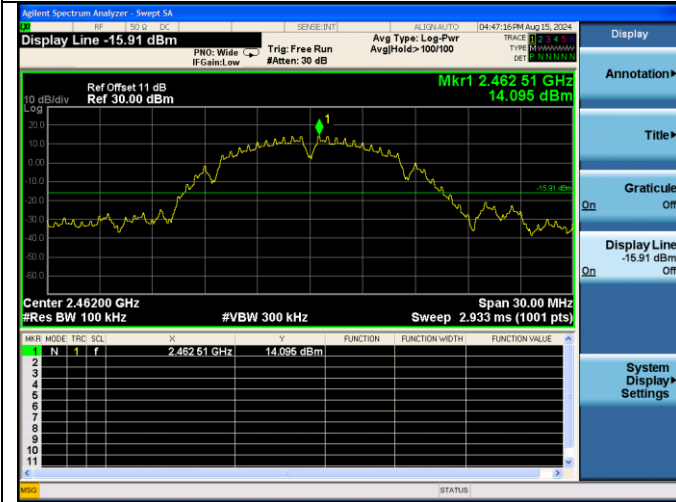 Agilent Spectrum Analyzer - Swept SA
RF 50 Ω DC SENSE:INT ALIGN AUTO 04:47:16 PM Aug 15, 2024
Display Line -15.91 dBm
PNO: Wide
IFGain:Low
Trig: Free Run
#Atten: 30 dB
Avg Type: Log-Pwr
Avg|Hold:> 100/100
TRACE 1 2 3 4 5 6
TYPE M
DET P N N N N N
Mkr1 2.462 51 GHz
14.095 dBm
Ref Offset 11 dB
10 dB/div Ref 30.00 dBm
Log
20.0
10.0
0.00
-10.0
-20.0
-30.0
-40.0
-50.0
-60.0
1
-15.91 dBm
Center 2.46200 GHz Span 30.00 MHz
#Res BW 100 kHz #VBW 300 kHz Sweep 2.933 ms (1001 pts)
MKR MODE TRC SCL X Y FUNCTION FUNCTION WIDTH FUNCTION VALUE
1 N 1 f 2.462 51 GHz 14.095 dBm
2
3
4
5
6
7
8
9
10
11
MSG STATUS
Display
Annotation
Title
Graticule
On Off
Display Line
-15.91 dBm
On Off
System
Display
Settings